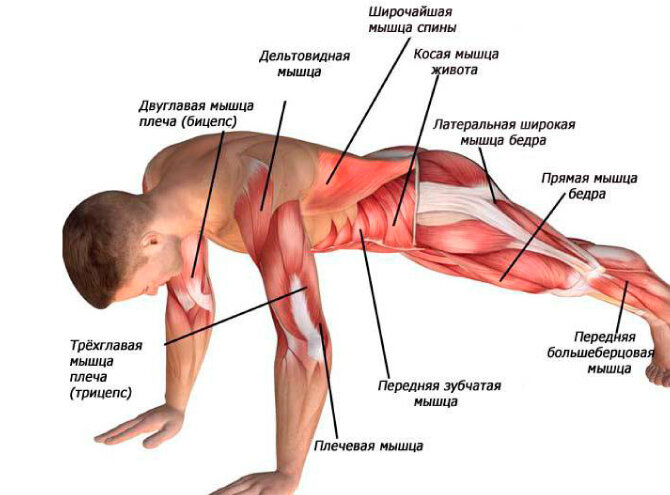 Широчайшая
мышца спины
Дельтовидная
мышца
Косая мышца
живота
Двуглавая мышца
плеча (бицепс)
Латеральная широкая
мышца бедра
Прямая мышца
бедра
Трёхглавая
мышца
плеча
(трицепс)
Передняя
большеберцовая
мышца
Передняя зубчатая
мышца
Плечевая мышца